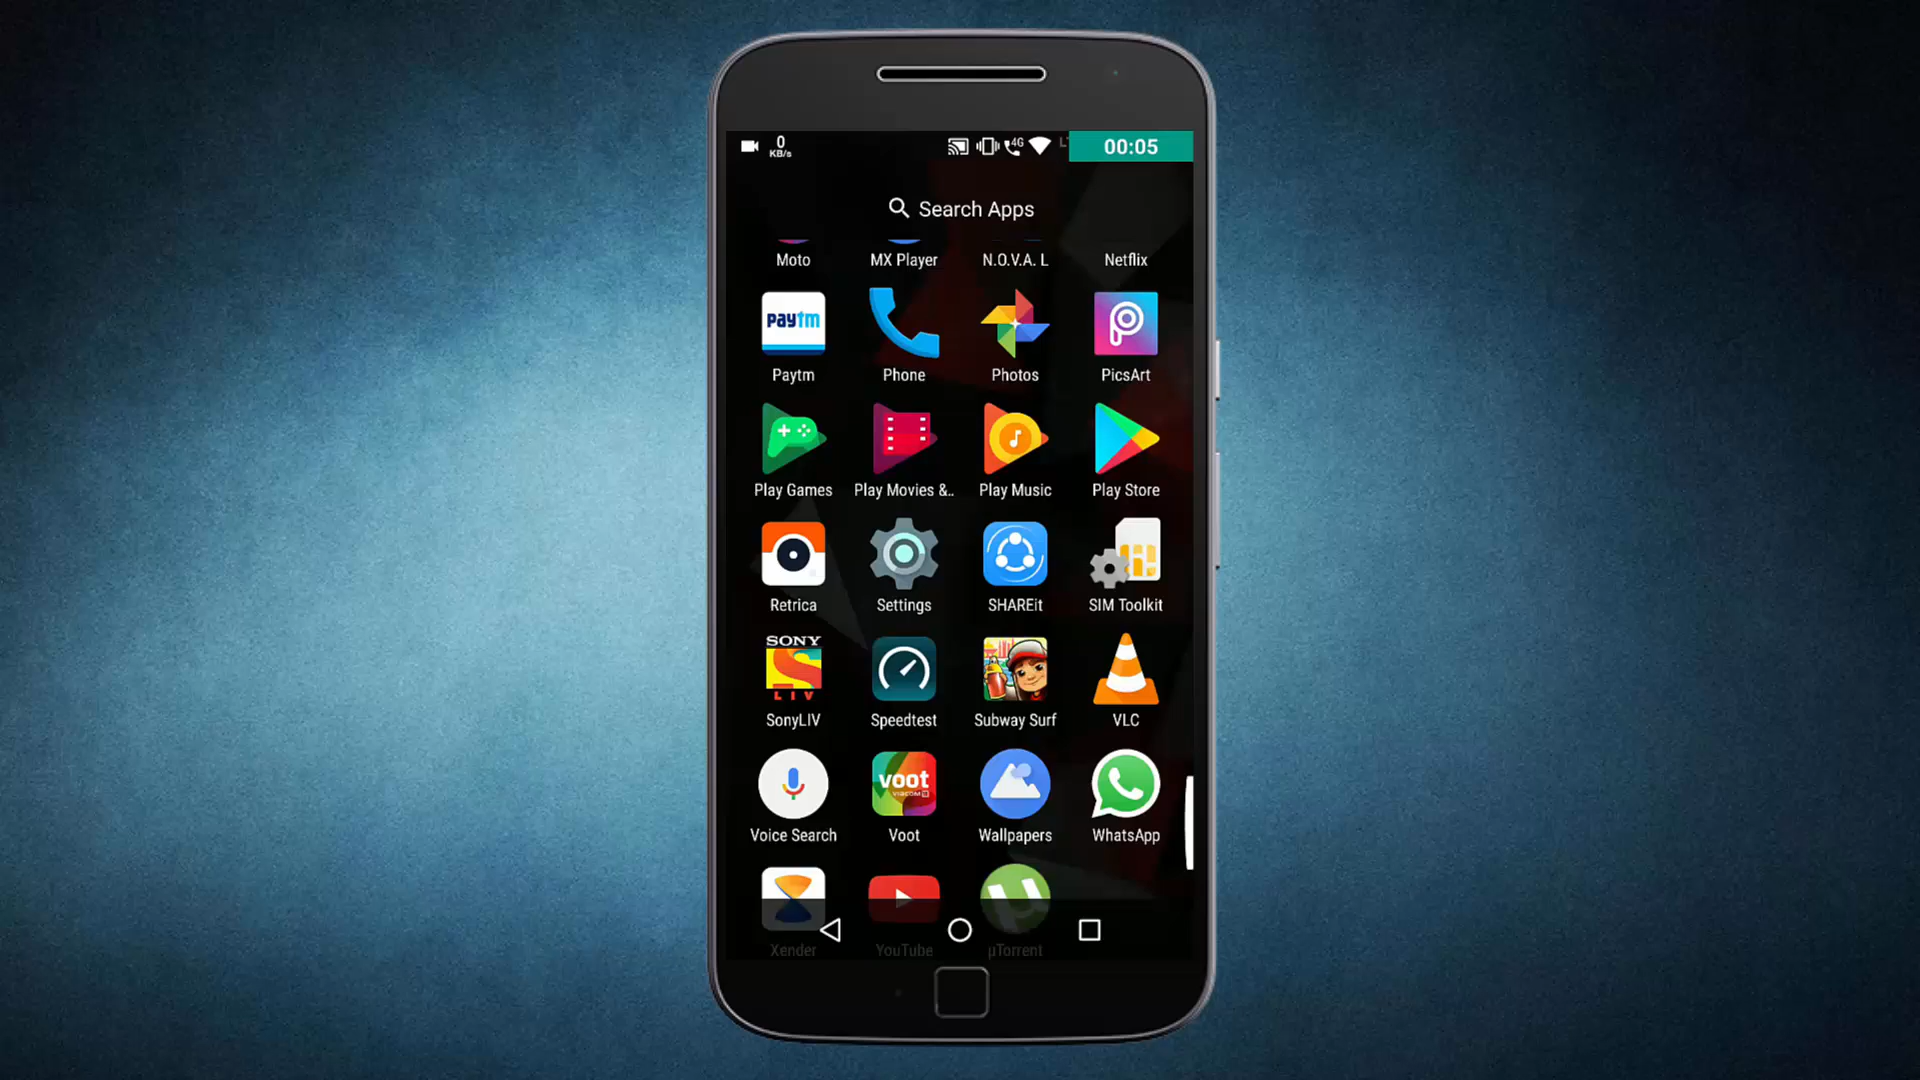 0
KB/s
4G
00:05
Search Apps
Moto
MX Player
N.O.V.A. L
Netflix
paytm
Paytm
Phone
Photos
PicsArt
Play Games
Play Movies &..
Play Music
Play Store
Retrica
Settings
SHAREit
SIM Toolkit
SONY
LIV
SonyLIV
Speedtest
Subway Surf
VLC
voot
VIACOM18
Voice Search
Voot
Wallpapers
WhatsApp
Xender
YouTube
µTorrent